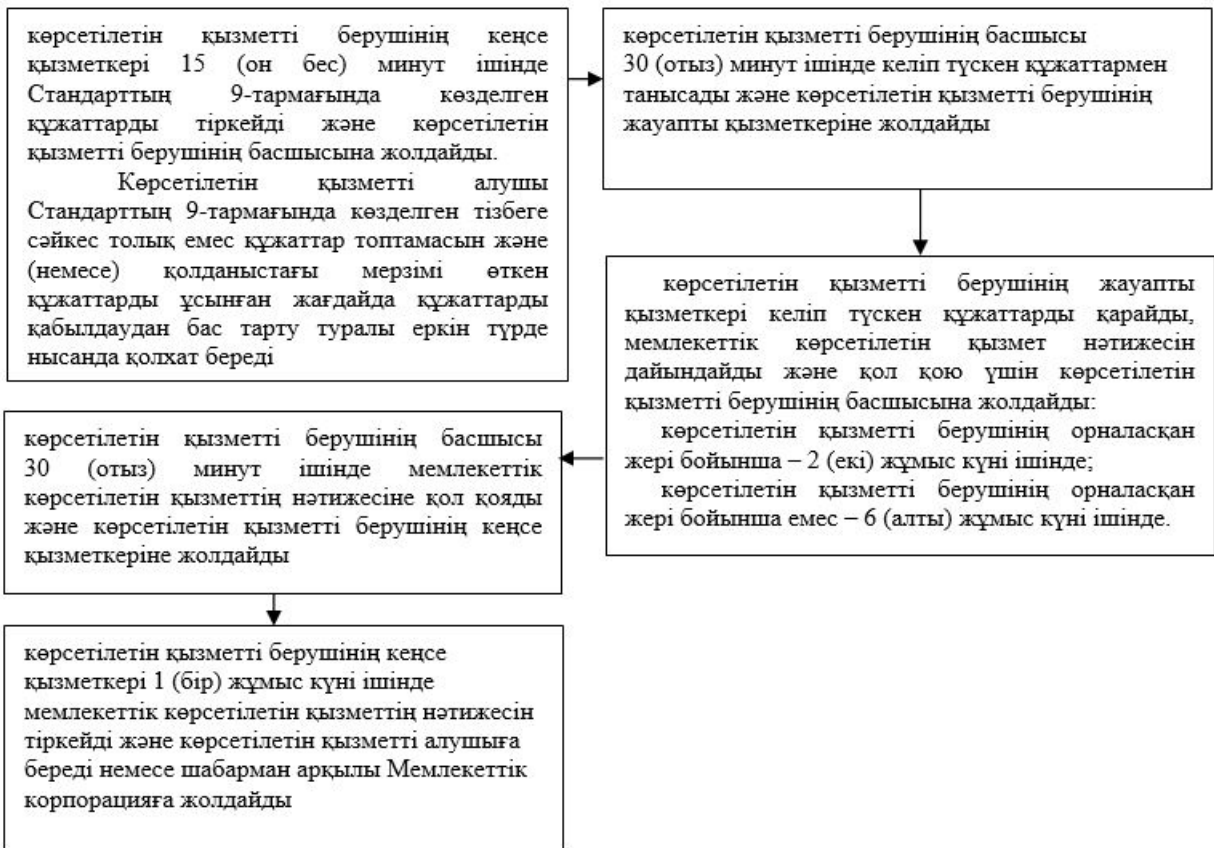 көрсетілетін қызметті берушінің кеңсе
қызметкері 15 (он бес) минут ішінде
Стандарттың 9-тармағында көзделген
құжаттарды тіркейді және көрсетілетін
қызметті берушінің басшысына жолдайды.
Көрсетілетін қызметті алушы
Стандарттың 9-тармағында көзделген тізбеге
сәйкес толық емес құжаттар топтамасын және
(немесе) қолданыстағы мерзімі өткен
құжаттарды ұсынған жағдайда құжаттарды
қабылдаудан бас тарту туралы еркін түрде
нысанда қолхат береді
көрсетілетін қызметті берушінің басшысы
30 (отыз) минут ішінде келіп түскен құжаттармен
танысады және көрсетілетін қызметті берушінің
жауапты қызметкеріне жолдайды
көрсетілетін қызметті берушінің жауапты
қызметкері келіп түскен құжаттарды қарайды,
мемлекеттік көрсетілетін қызмет нәтижесін
дайындайды және қол қою үшін көрсетілетін
қызметті берушінің басшысына жолдайды:
көрсетілетін қызметті берушінің орналасқан
жері бойынша – 2 (екі) жұмыс күні ішінде;
көрсетілетін қызметті берушінің орналасқан
жері бойынша емес – 6 (алты) жұмыс күні ішінде.
көрсетілетін қызметті берушінің басшысы
30 (отыз) минут ішінде мемлекеттік
көрсетілетін қызметтің нәтижесіне қол қояды
және көрсетілетін қызметті берушінің кеңсе
қызметкеріне жолдайды
көрсетілетін қызметті берушінің кеңсе
қызметкері 1 (бір) жұмыс күні ішінде
мемлекеттік көрсетілетін қызметтің нәтижесін
тіркейді және көрсетілетін қызметті алушыға
береді немесе шабарман арқылы Мемлекеттік
корпорацияға жолдайды